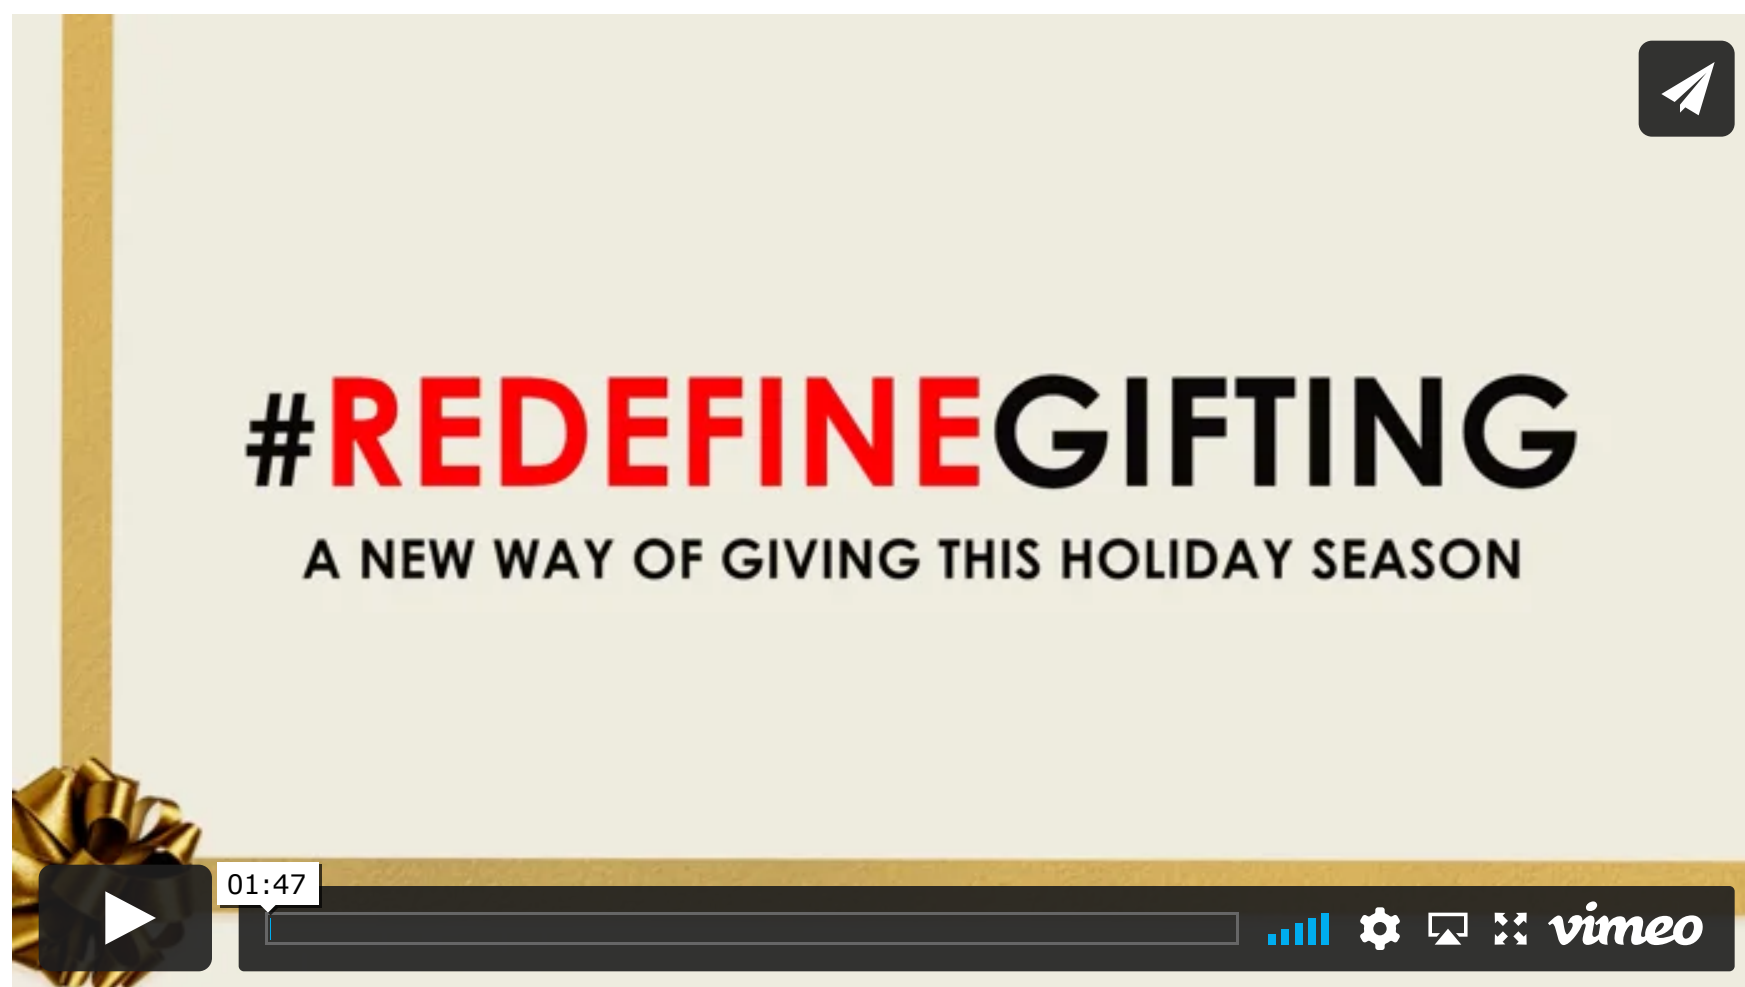 #REDEFINEGIFTING
A NEW WAY OF GIVING THIS HOLIDAY SEASON
01:47
vimeo